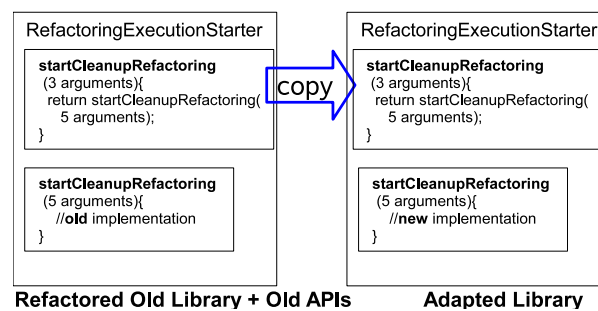 RefactoringExecutionStarter
startCleanupRefactoring
(3 arguments){
return startCleanupRefactoring(
5 arguments);
}
startCleanupRefactoring
(5 arguments){
//old implementation
}
Refactored Old Library + Old APIs
copy
RefactoringExecutionStarter
startCleanupRefactoring
(3 arguments){
return startCleanupRefactoring(
5 arguments);
}
startCleanupRefactoring
(5 arguments){
//new implementation
}
Adapted Library